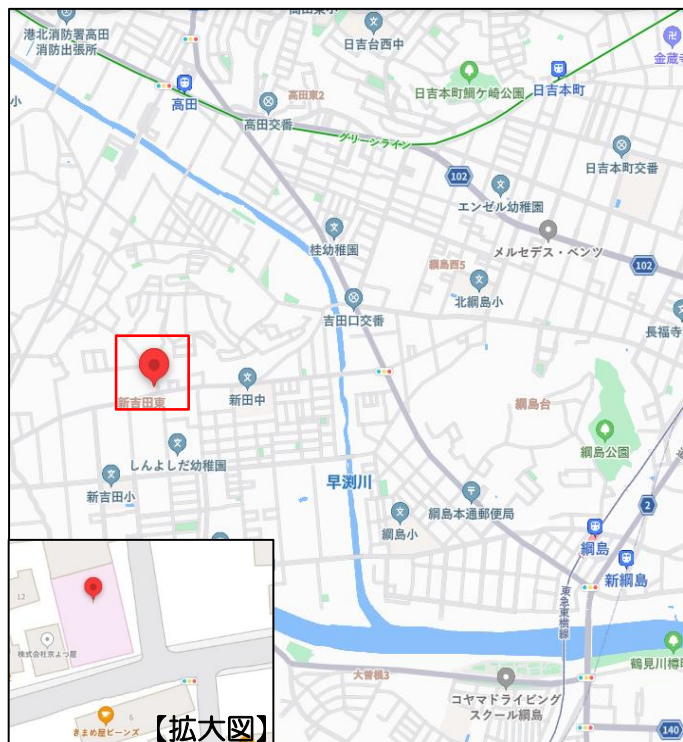 港北消防署高田
/消防出張所
高田東小
日吉台西中
金蔵寺
小
高田
高田東2
高田交番
日吉本町鯛ケ崎公園
日吉本町
グリーンライン
日吉本町交番
102
エンゼル幼稚園
桂幼稚園
メルセデス・ベンツ
綱島西5
102
北綱島小
吉田口交番
長福寺
新吉田東
新田中
綱島台
綱島公園
しんよしだ幼稚園
新吉田小
早渕川
綱島本通郵便局
2
綱島小
綱島
新綱島
東急東横線
鶴見川樽町
大曽根3
コヤマドライビング
スクール綱島
140
12
株式会社京よつ屋
6
きまめ屋ビーンズ
【拡大図】